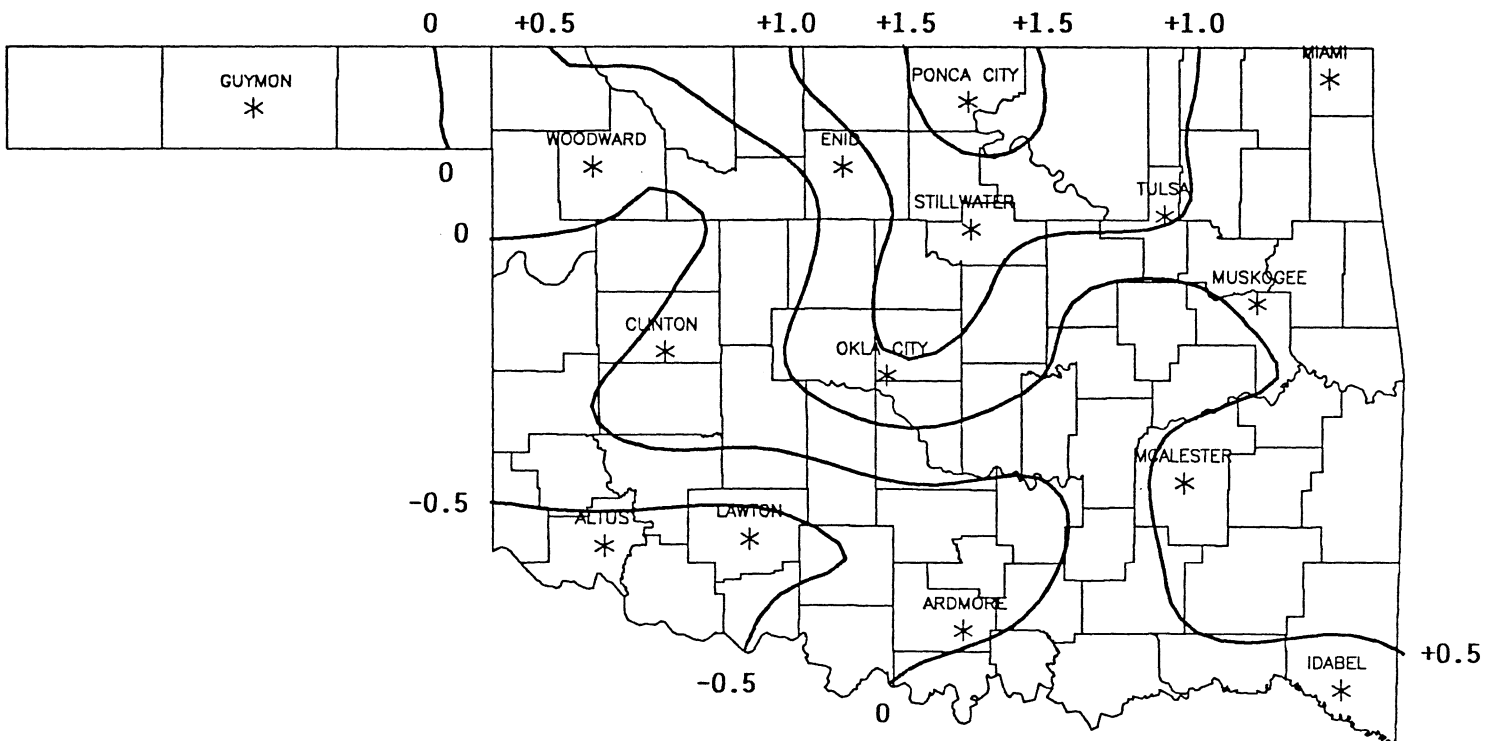 0 +0.5 +1.0 +1.5 +1.5 +1.0
MIAMI
GUYMON
PONCA CITY
WOODWARD
ENID
0
TULSA
STILLWATER
0
MUSKOGEE
CLINTON
OKLA CITY
MCALESTER
-0.5
LAWTON
ALTUS
ARDMORE
+0.5
IDABEL
-0.5
0